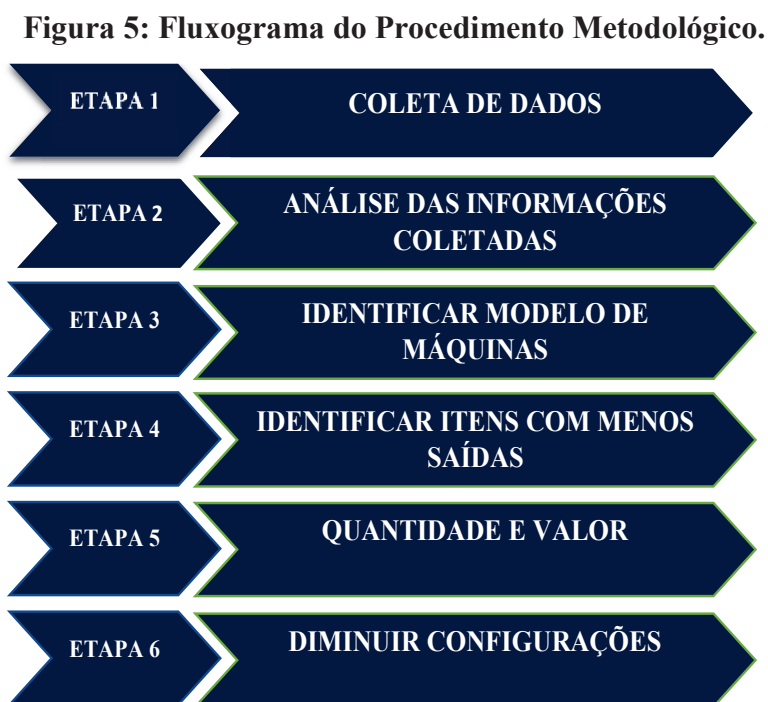 Figura 5: Fluxograma do Procedimento Metodológico.
ETAPA 1
COLETA DE DADOS
ETAPA 2
ANÁLISE DAS INFORMAÇÕES
COLETADAS
ETAPA 3
IDENTIFICAR MODELO DE
MÁQUINAS
ETAPA 4
IDENTIFICAR ITENS COM MENOS
SAÍDAS
ETAPA 5
QUANTIDADE E VALOR
ETAPA 6
DIMINUIR CONFIGURAÇÕES